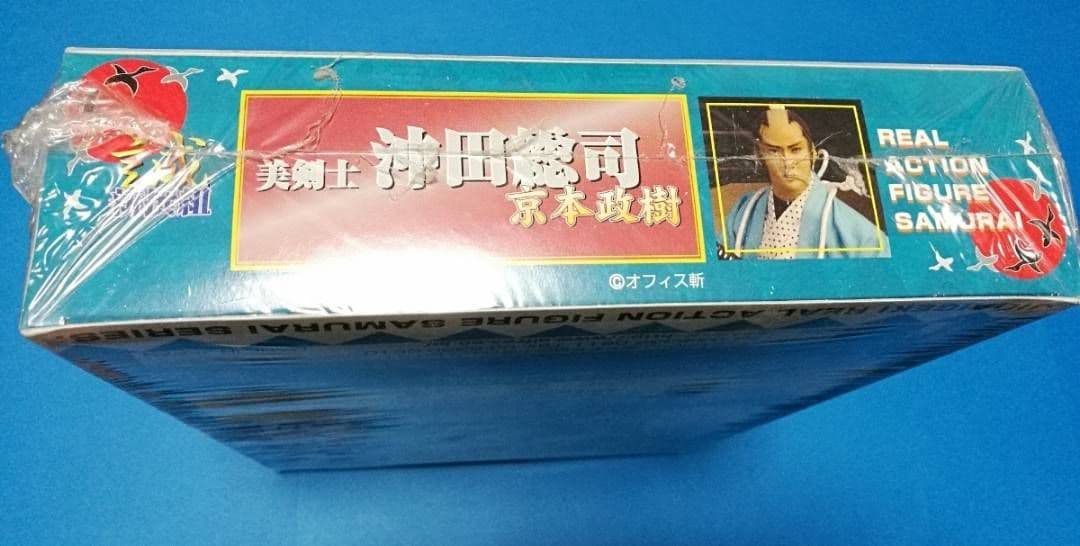 美剣士 沖田総司
京本政樹
REAL
ACTION
FIGURE
SAMURAI
©オフィス斬
REAL ACTION FIGURE SAMURAI SERIES